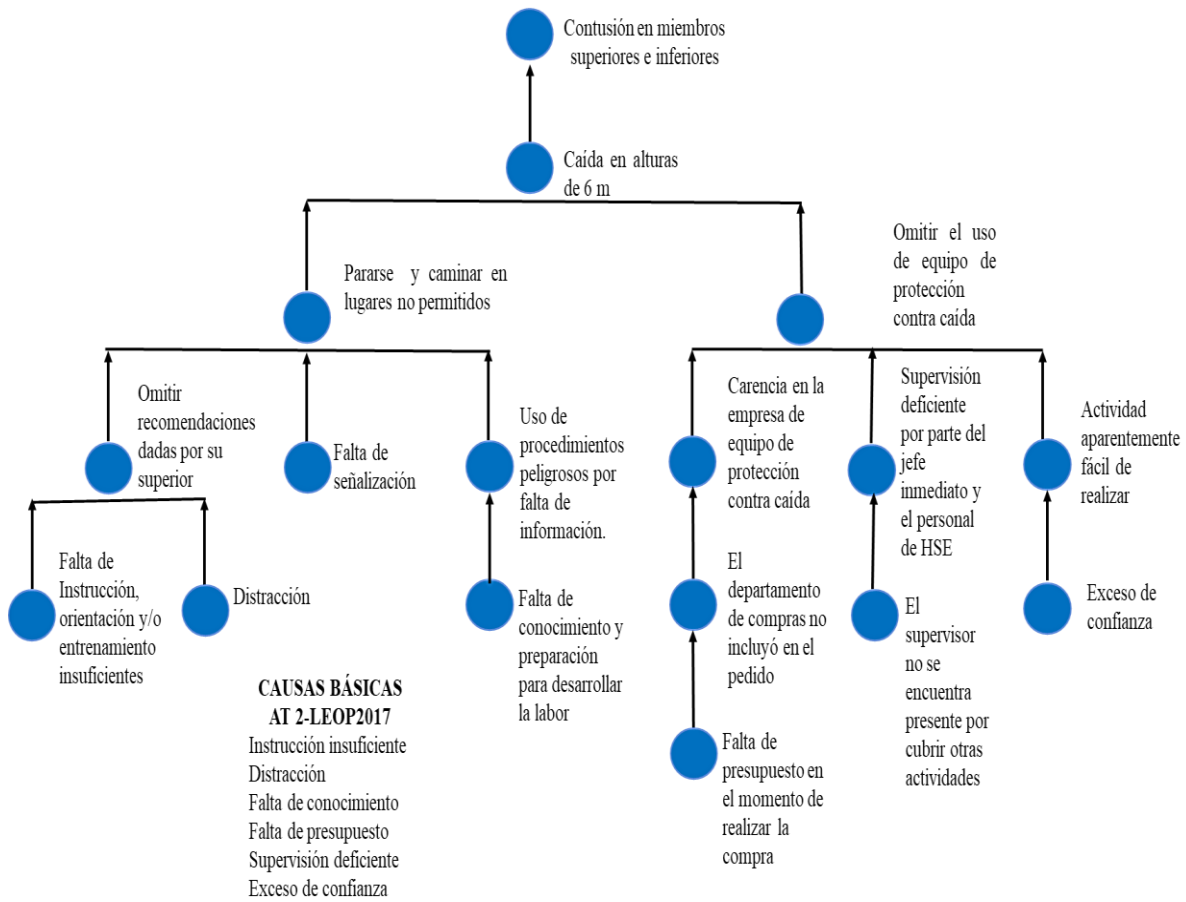 Contusión en miembros
superiores e inferiores
Caída en alturas
de 6 m
Pararse y caminar en
lugares no permitidos
Omitir el uso
de equipo de
protección
contra caída
Omitir
recomendaciones
dadas por su
superior
Falta de
señalización
Uso de
procedimientos
peligrosos por
falta de
información.
Carencia en la
empresa de
equipo de
protección
contra caída
Supervisión
deficiente
por parte del
jefe
inmediato y
el personal
de HSE
Actividad
aparentemente
fácil de
realizar
Falta de
Instrucción,
orientación y/o
entrenamiento
insuficientes
Distracción
Falta de
conocimiento y
preparación
para desarrollar
la labor
El
departamento
de compras no
incluyó en el
pedido
El
supervisor
no se
encuentra
presente por
cubrir otras
actividades
Exceso de
confianza
Falta de
presupuesto en
el momento de
realizar la
compra
CAUSAS BÁSICAS
AT 2-LEOP2017
Instrucción insuficiente
Distracción
Falta de conocimiento
Falta de presupuesto
Supervisión deficiente
Exceso de confianza